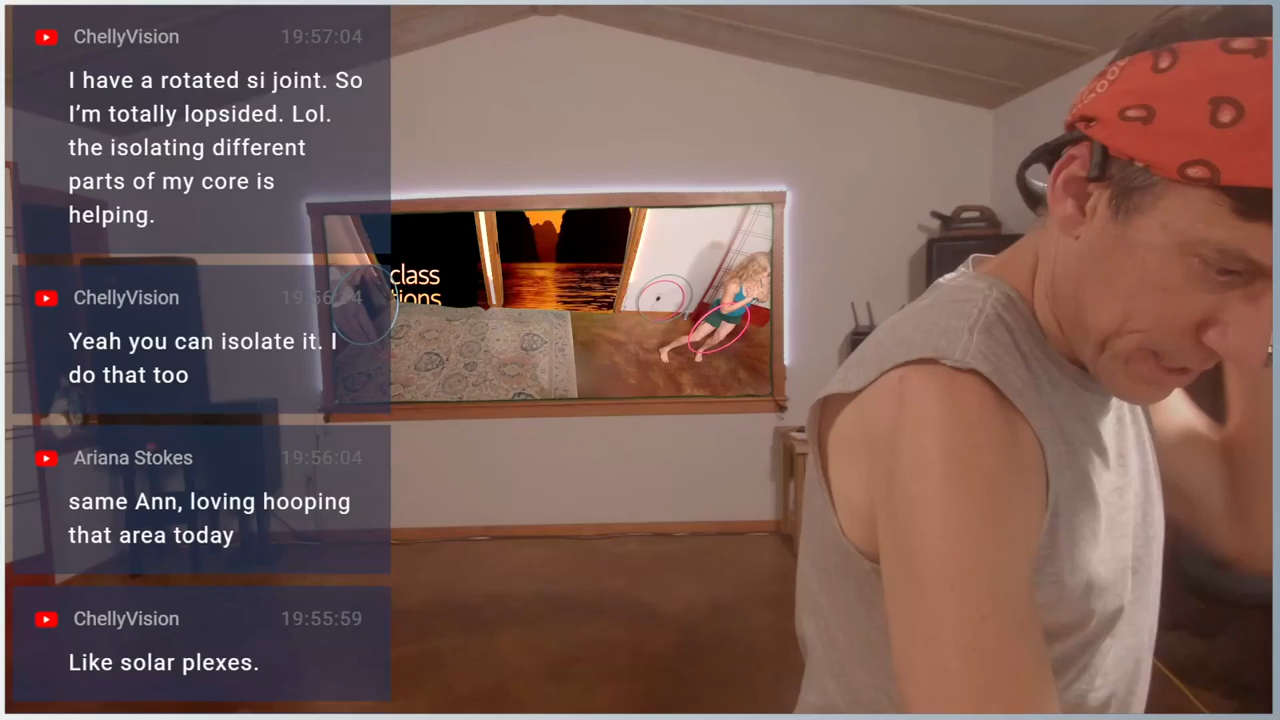 ChellyVision 19:57:04
I have a rotated si joint. So
I’m totally lopsided. Lol.
the isolating different
parts of my core is
helping.
ChellyVision
Yeah you can isolate it. I
do that too
Ariana Stokes 19:56:04
same Ann, loving hooping
that area today
ChellyVision 19:55:59
Like solar plexes.
class
tions